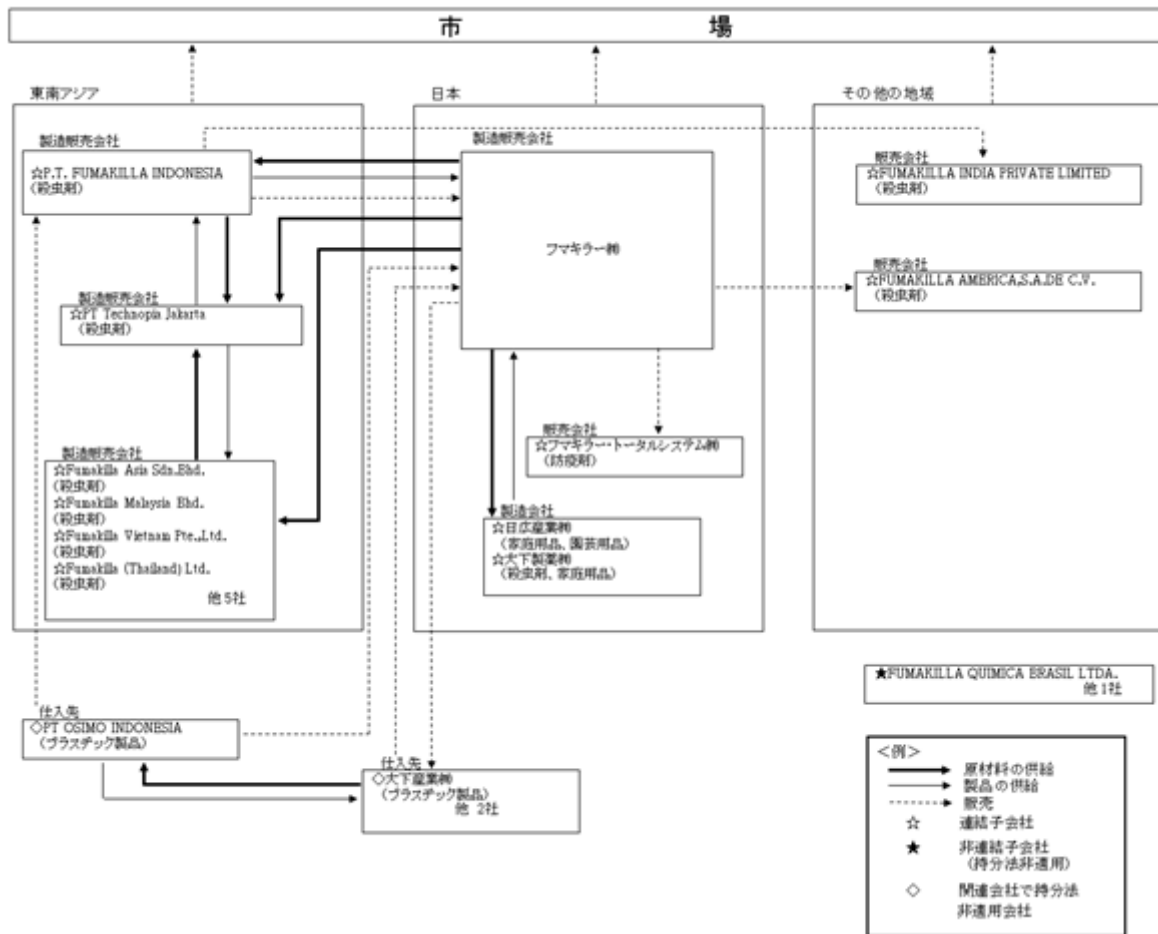 市 場
東南アジア
日本
その他の地域
製造販売会社
☆P.T. FUMAKILLA INDONESIA
(殺虫剤)
製造販売会社
☆PT Technopia Jakarta
(殺虫剤)
製造販売会社
☆Fumakilla Asia Sdn.Bhd.
(殺虫剤)
☆Fumakilla Malaysia Bhd.
(殺虫剤)
☆Fumakilla Vietnam Pte.,Ltd.
(殺虫剤)
☆Fumakilla (Thailand) Ltd.
(殺虫剤)
他 5社
製造販売会社
フマキラー㈱
販売会社
☆フマキラー・トータルシステム㈱
(防疫剤)
製造会社
☆日広産業㈱
(家庭用品、園芸用品)
☆大下製薬㈱
(殺虫剤、家庭用品)
販売会社
☆FUMAKILLA INDIA PRIVATE LIMITED
(殺虫剤)
販売会社
☆FUMAKILLA AMERICA,S.A.DE C.V.
(殺虫剤)
★FUMAKILLA QUIMICA BRASIL LTDA.
他 1社
仕入先
◇PT OSIMO INDONESIA
(プラスチック製品)
仕入先
◇大下産業㈱
(プラスチック製品)
他 2社
<例>
原材料の供給
製品の供給
販売
☆ 連結子会社
★ 非連結子会社
(持分法非適用)
◇ 関連会社で持分法
非適用会社